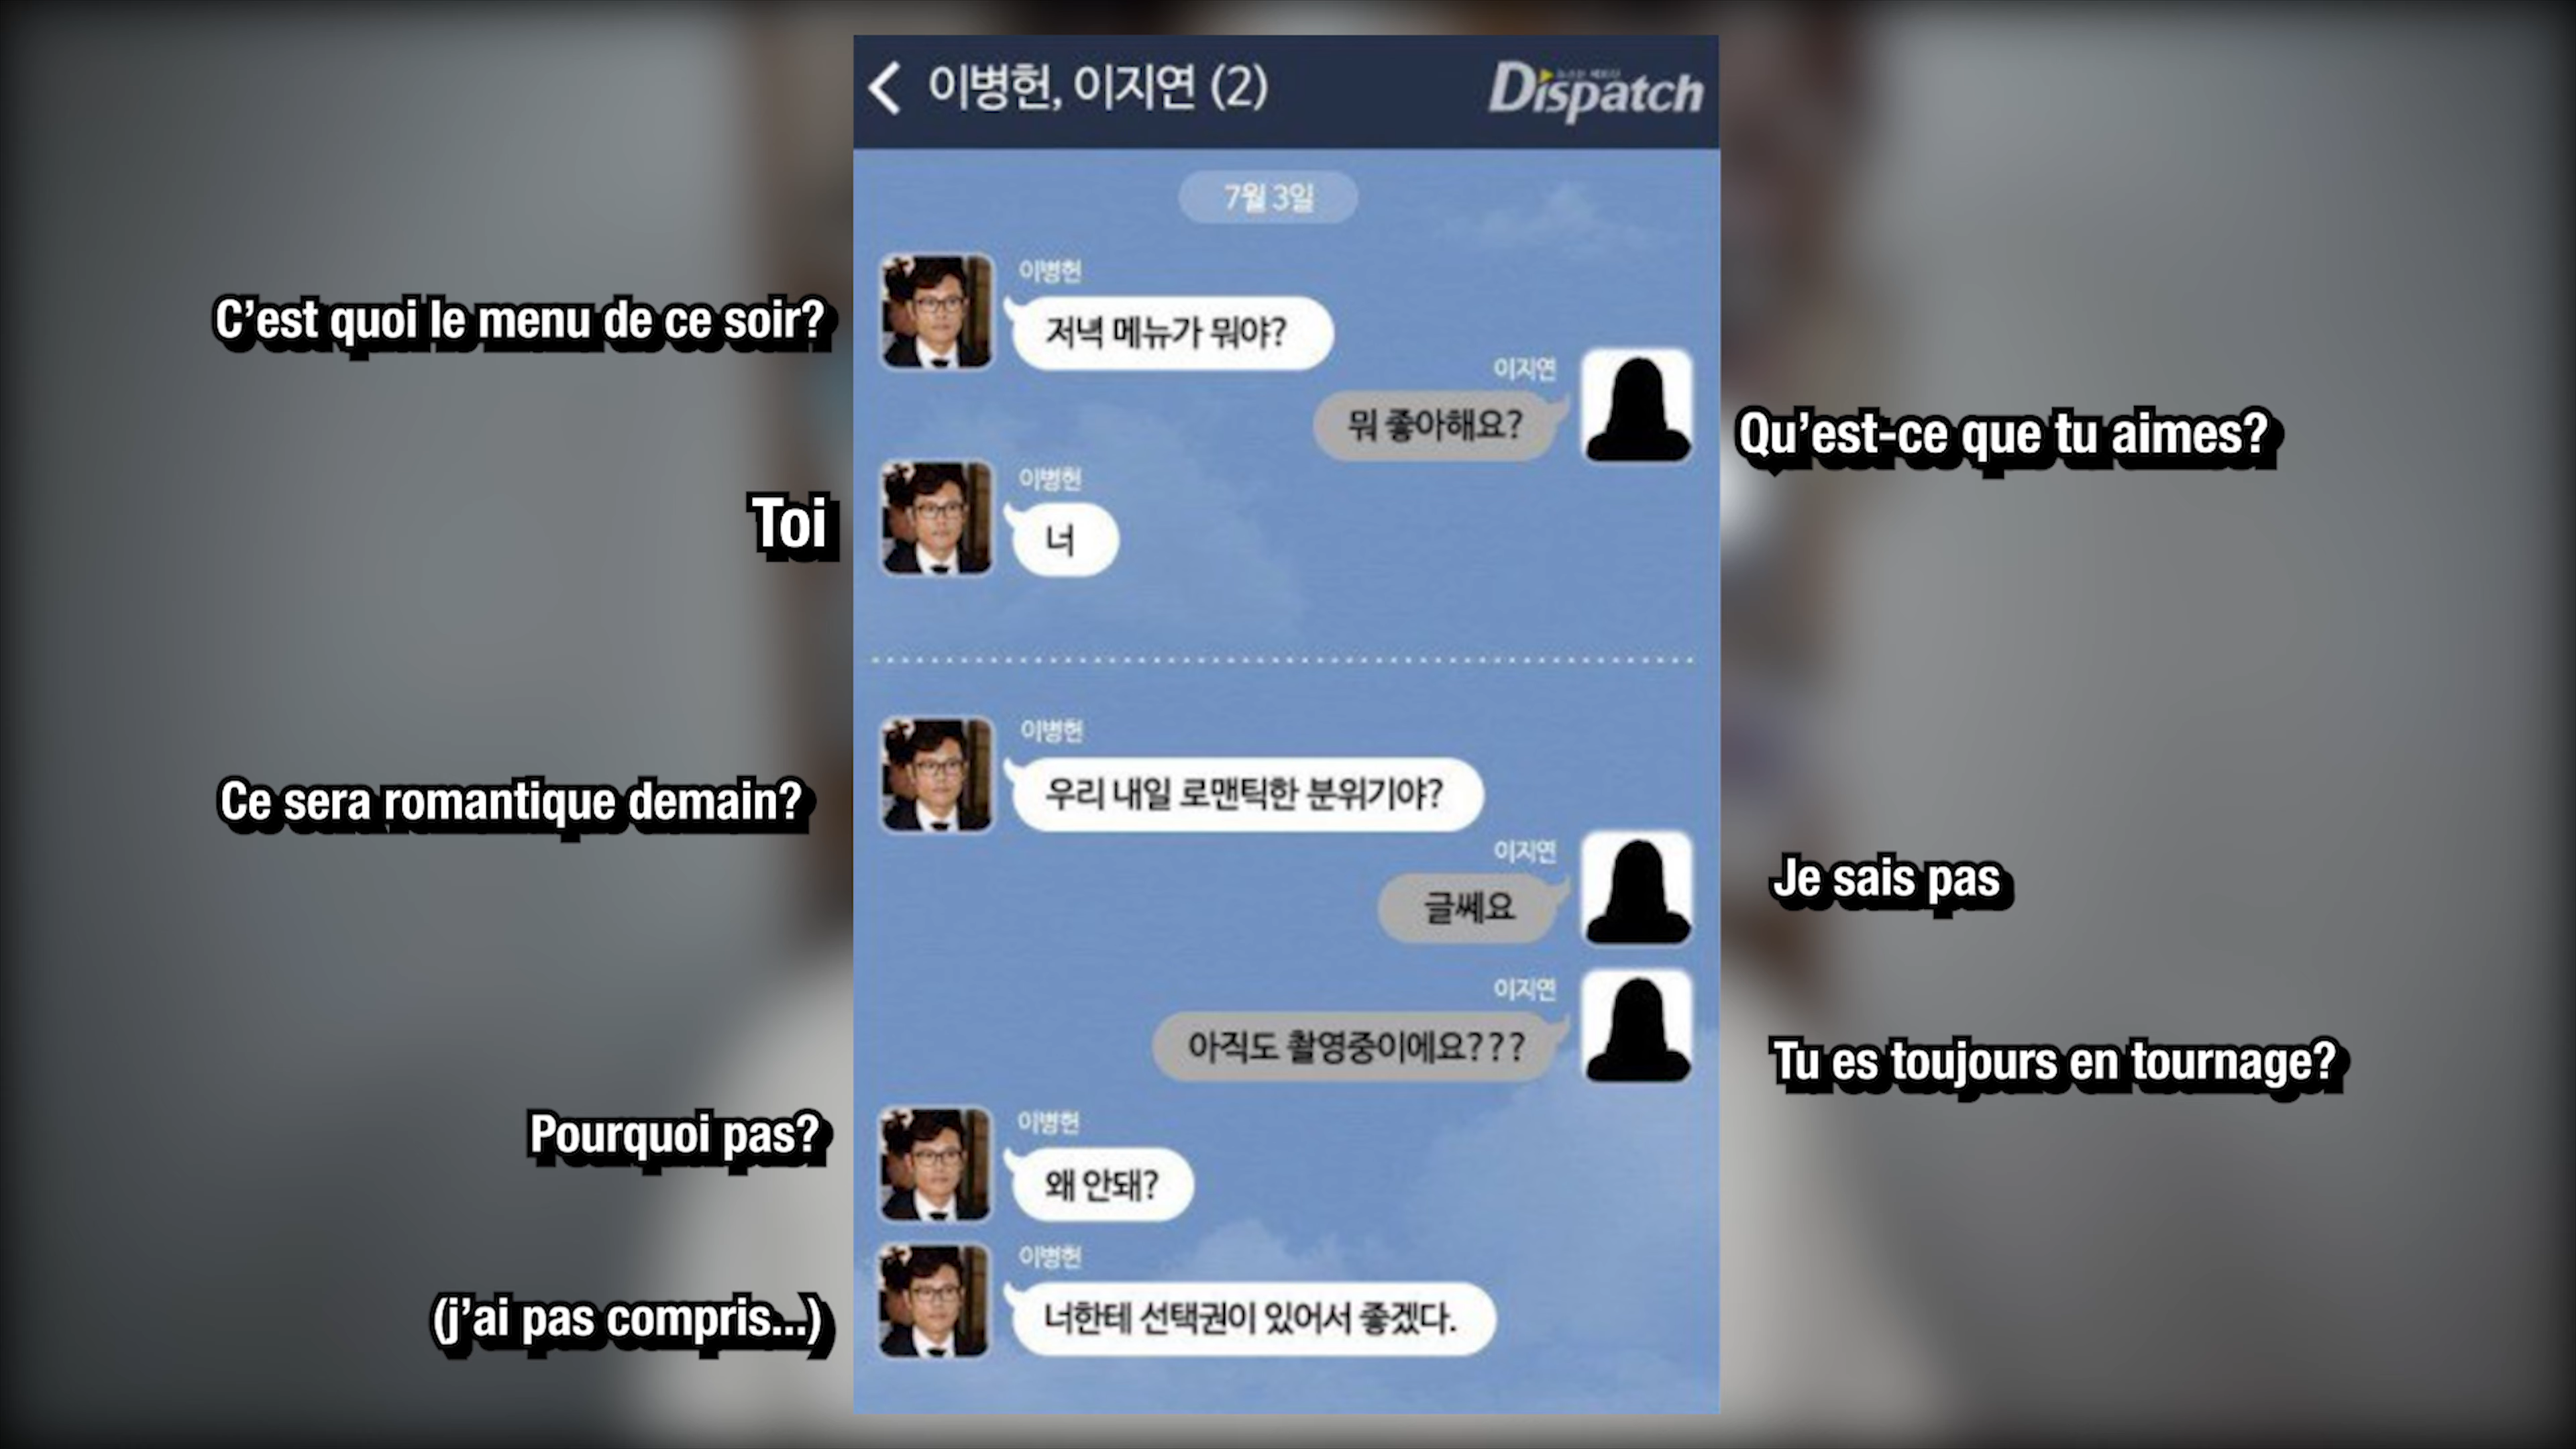 이병헌, 이지연 (2)
Dispatch
7월 3일
이병헌
C'est quoi le menu de ce soir?
저녁 메뉴가 뭐야?
이지연
뭐 좋아해요?
Qu'est-ce que tu aimes?
이병헌
Toi
너
이병헌
Ce sera romantique demain?
우리 내일 로맨틱한 분위기야?
이지연
글쎄요
Je sais pas
이지연
아직도 촬영중이에요???
Tu es toujours en tournage?
이병헌
Pourquoi pas?
왜 안돼?
이병헌
(j'ai pas compris...)
너한테 선택권이 있어서 좋겠다.